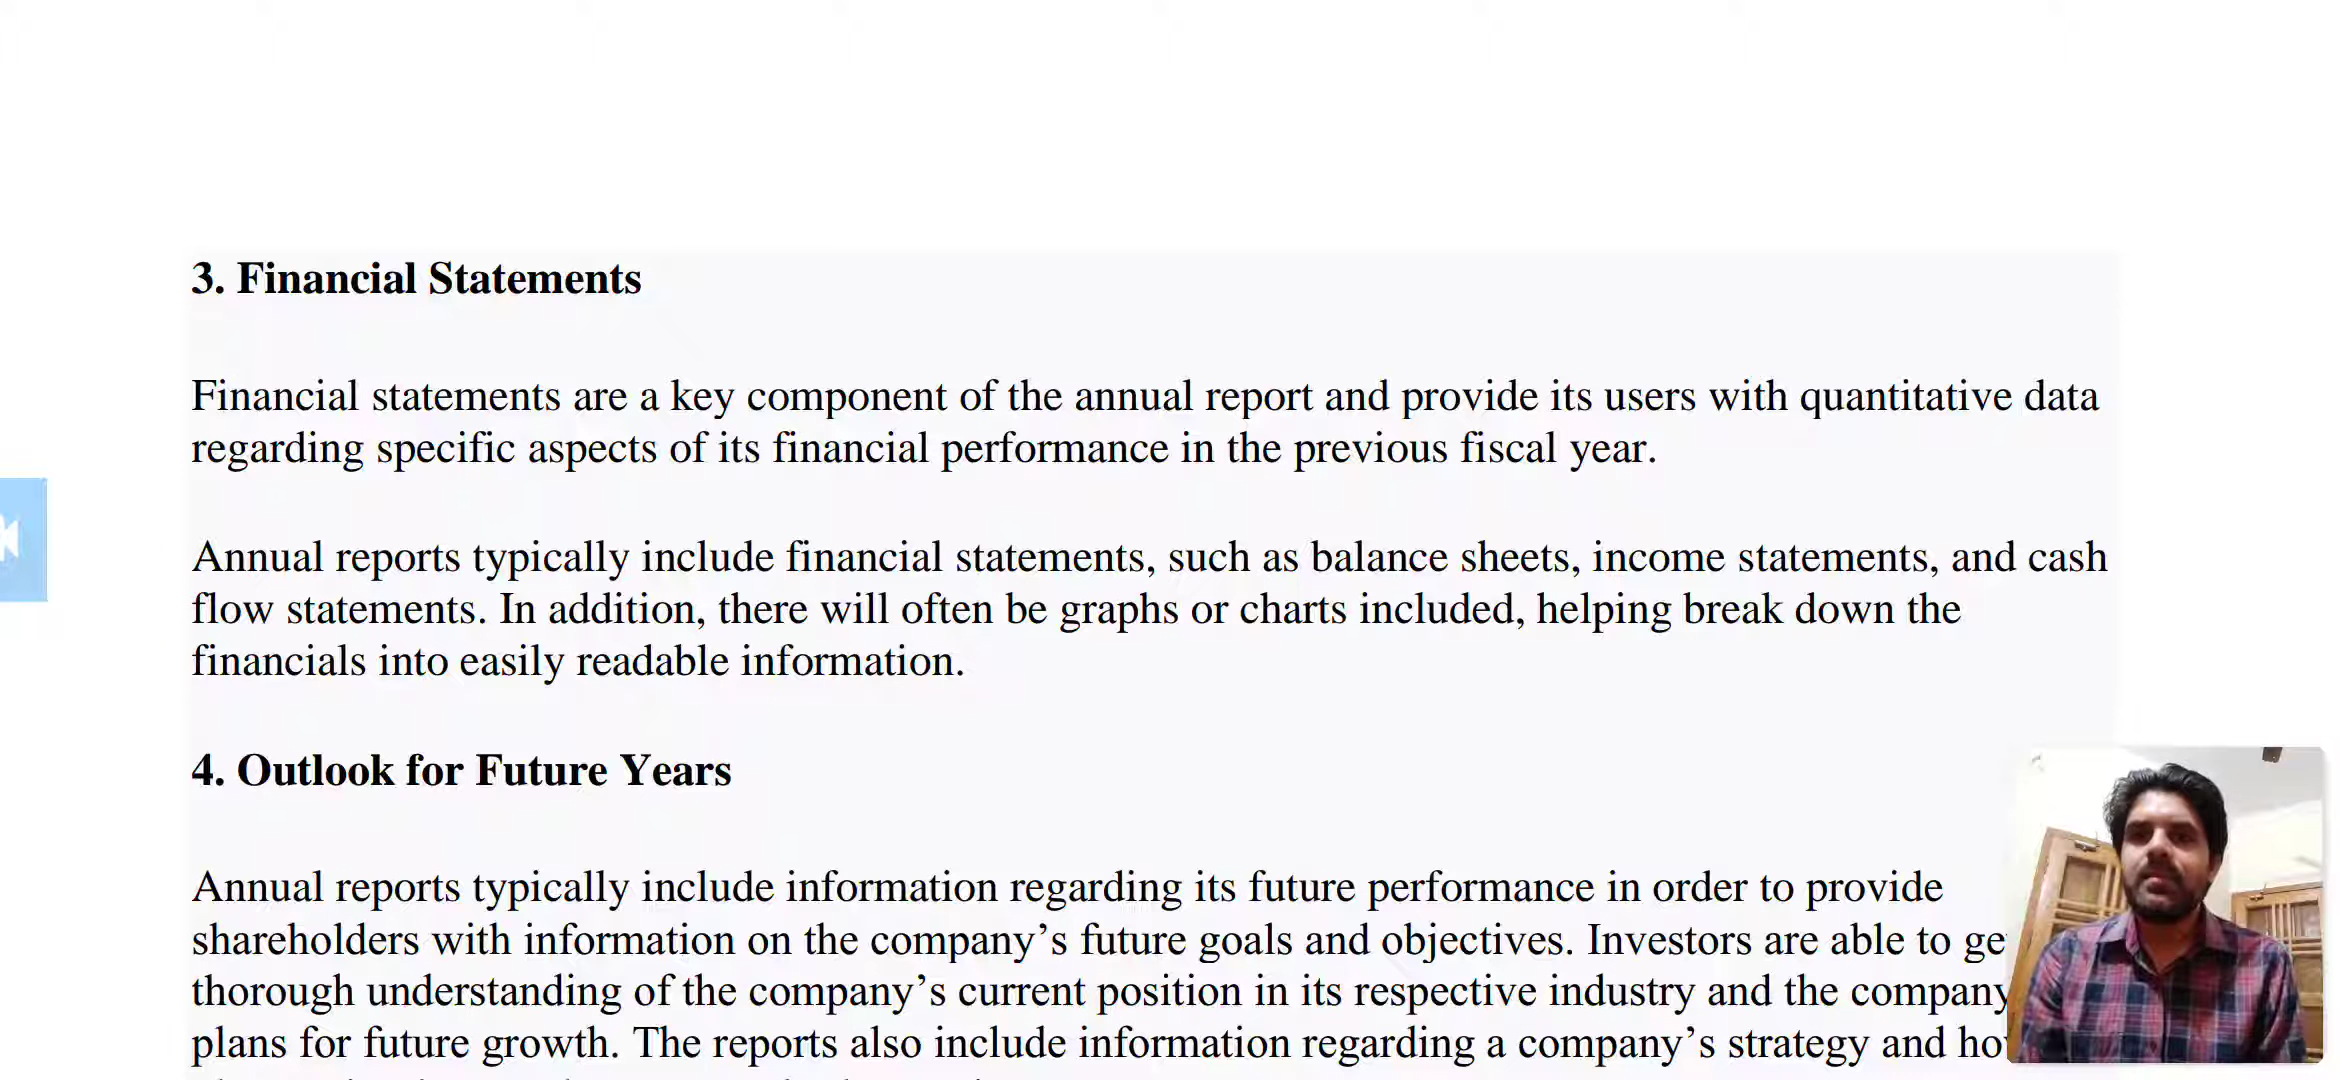 3. Financial Statements
Financial statements are a key component of the annual report and provide its users with quantitative data
regarding specific aspects of its financial performance in the previous fiscal year.
Annual reports typically include financial statements, such as balance sheets, income statements, and cash
flow statements. In addition, there will often be graphs or charts included, helping break down the
financials into easily readable information.
4. Outlook for Future Years
Annual reports typically include information regarding its future performance in order to provide
shareholders with information on the company’s future goals and objectives. Investors are able to
thorough understanding of the company’s current position in its respective industry and the company
plans for future growth. The reports also include information regarding a company’s strategy and